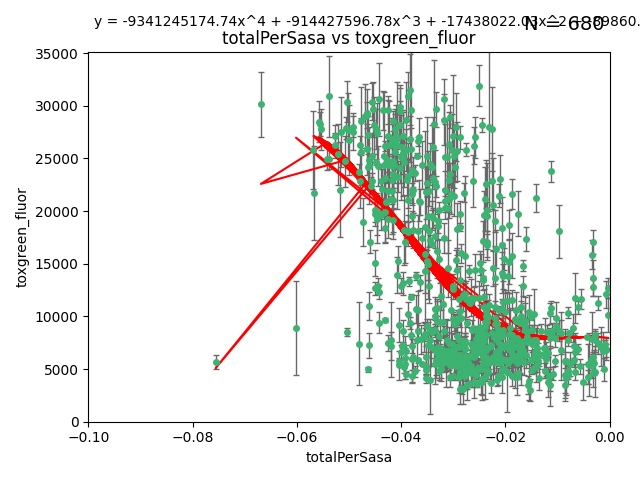 y = -9341245174.74x^4 + -914427596.78x^3 + -17438022.
N = 680
totalPerSasa vs toxgreen_fluor
35000
30000
25000
20000
15000
10000
5000
0
toxgreen_fluor
−0.10 −0.08 −0.06 −0.04 −0.02 0.00
totalPerSasa